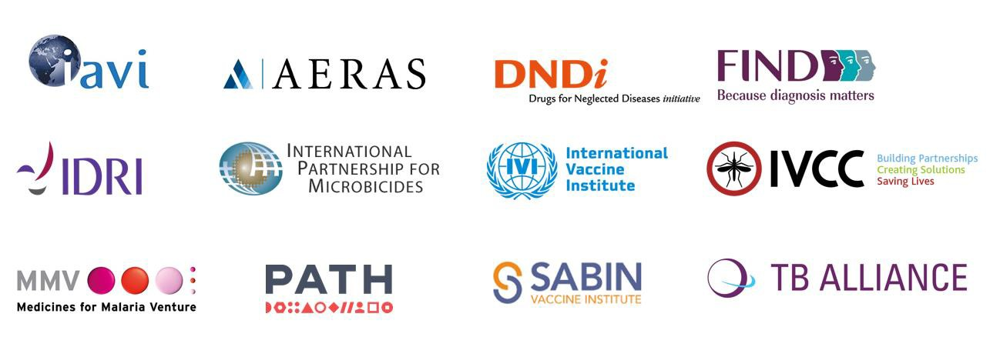 iavi
AERAS
DNDi
Drugs for Neglected Diseases initiative
FIND
Because diagnosis matters
IDRI
INTERNATIONAL
PARTNERSHIP FOR
MICROBICIDES
IVI
International
Vaccine
Institute
IVCC
Building Partnerships
Creating Solutions
Saving Lives
MMV
Medicines for Malaria Venture
PATH
SABIN
VACCINE INSTITUTE
TB ALLIANCE